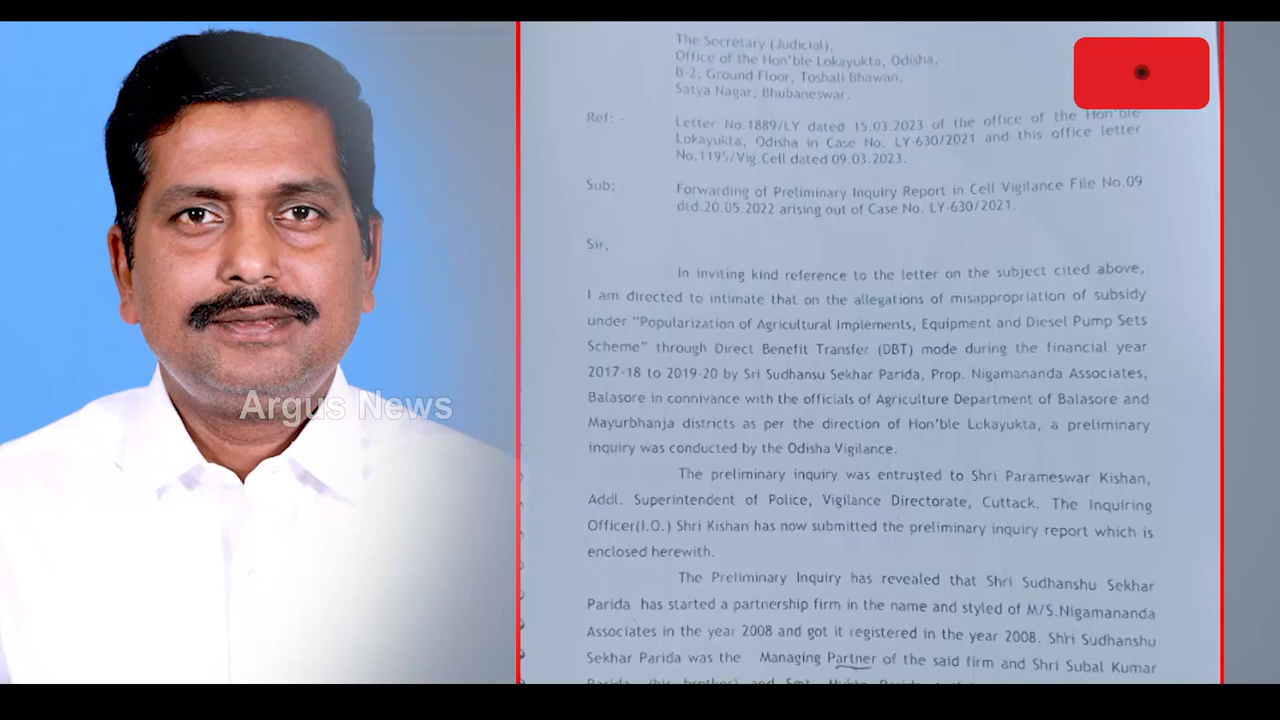 Argus News
The Secretary (Judicial),
Office of the Hon'ble Lokayukta, Odisha,
B-2, Ground Floor, Toshali Bhawan,
Satya Nagar, Bhubaneswar.
Ref: - Letter No.1889/LY dated 15.03.2023 of the office of the Hon'ble
Lokayukta, Odisha in Case No. LY-630/2021 and this office letter
No.1195/Vig.Cell dated 09.03.2023.
Sub: - Forwarding of Preliminary Inquiry Report in Cell Vigilance File No.09
dtd.20.05.2022 arising out of Case No. LY-630/2021.
Sir,
In inviting kind reference to the letter on the subject cited above,
I am directed to intimate that on the allegations of misappropriation of subsidy
under "Popularization of Agricultural Implements, Equipment and Diesel Pump Sets
Scheme" through Direct Benefit Transfer (DBT) mode during the financial year
2017-18 to 2019-20 by Sri Sudhansu Sekhar Parida, Prop. Nigamananda Associates,
Balasore in connivance with the officials of Agriculture Department of Balasore and
Mayurbhanja districts as per the direction of Hon'ble Lokayukta, a preliminary
inquiry was conducted by the Odisha Vigilance.
The preliminary inquiry was entrusted to Shri Parameswar Kishan,
Addl. Superintendent of Police, Vigilance Directorate, Cuttack. The Inquiring
Officer(I.O.) Shri Kishan has now submitted the preliminary inquiry report which is
enclosed herewith.
The Preliminary Inquiry has revealed that Shri Sudhanshu Sekhar
Parida has started a partnership firm in the name and styled of M/S.Nigamananda
Associates in the year 2008 and got it registered in the year 2008. Shri Sudhanshu
Sekhar Parida was the Managing Partner of the said firm and Shri Subal Kumar